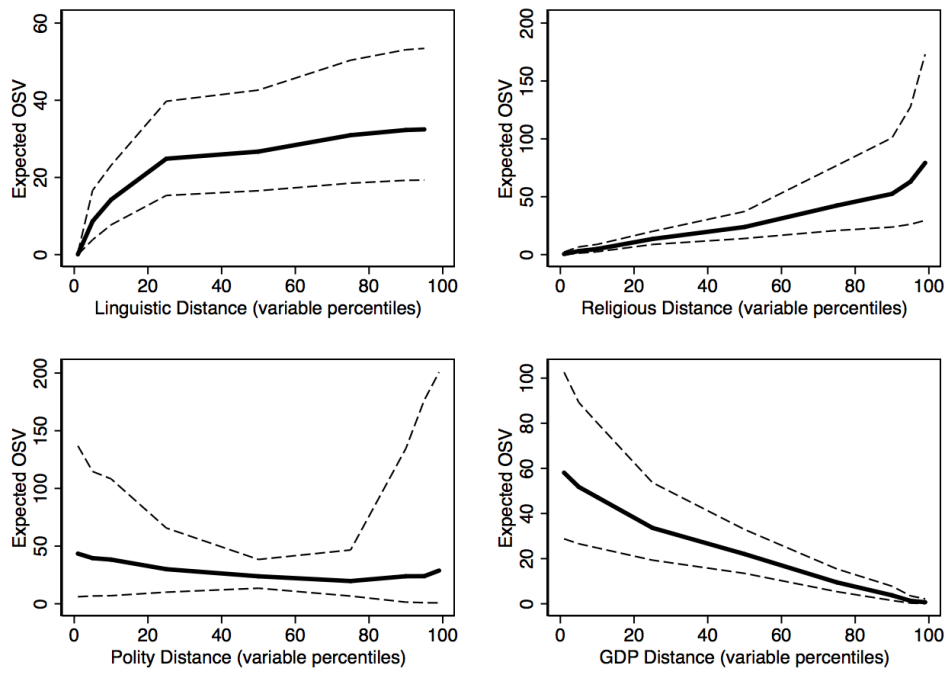 Expected OSV
60
40
20
0
0 20 40 60 80 100
Linguistic Distance (variable percentiles)
Expected OSV
200
150
100
50
0
0 20 40 60 80 100
Religious Distance (variable percentiles)
Expected OSV
200
150
100
50
0
0 20 40 60 80 100
Polity Distance (variable percentiles)
Expected OSV
100
80
60
40
20
0
0 20 40 60 80 100
GDP Distance (variable percentiles)